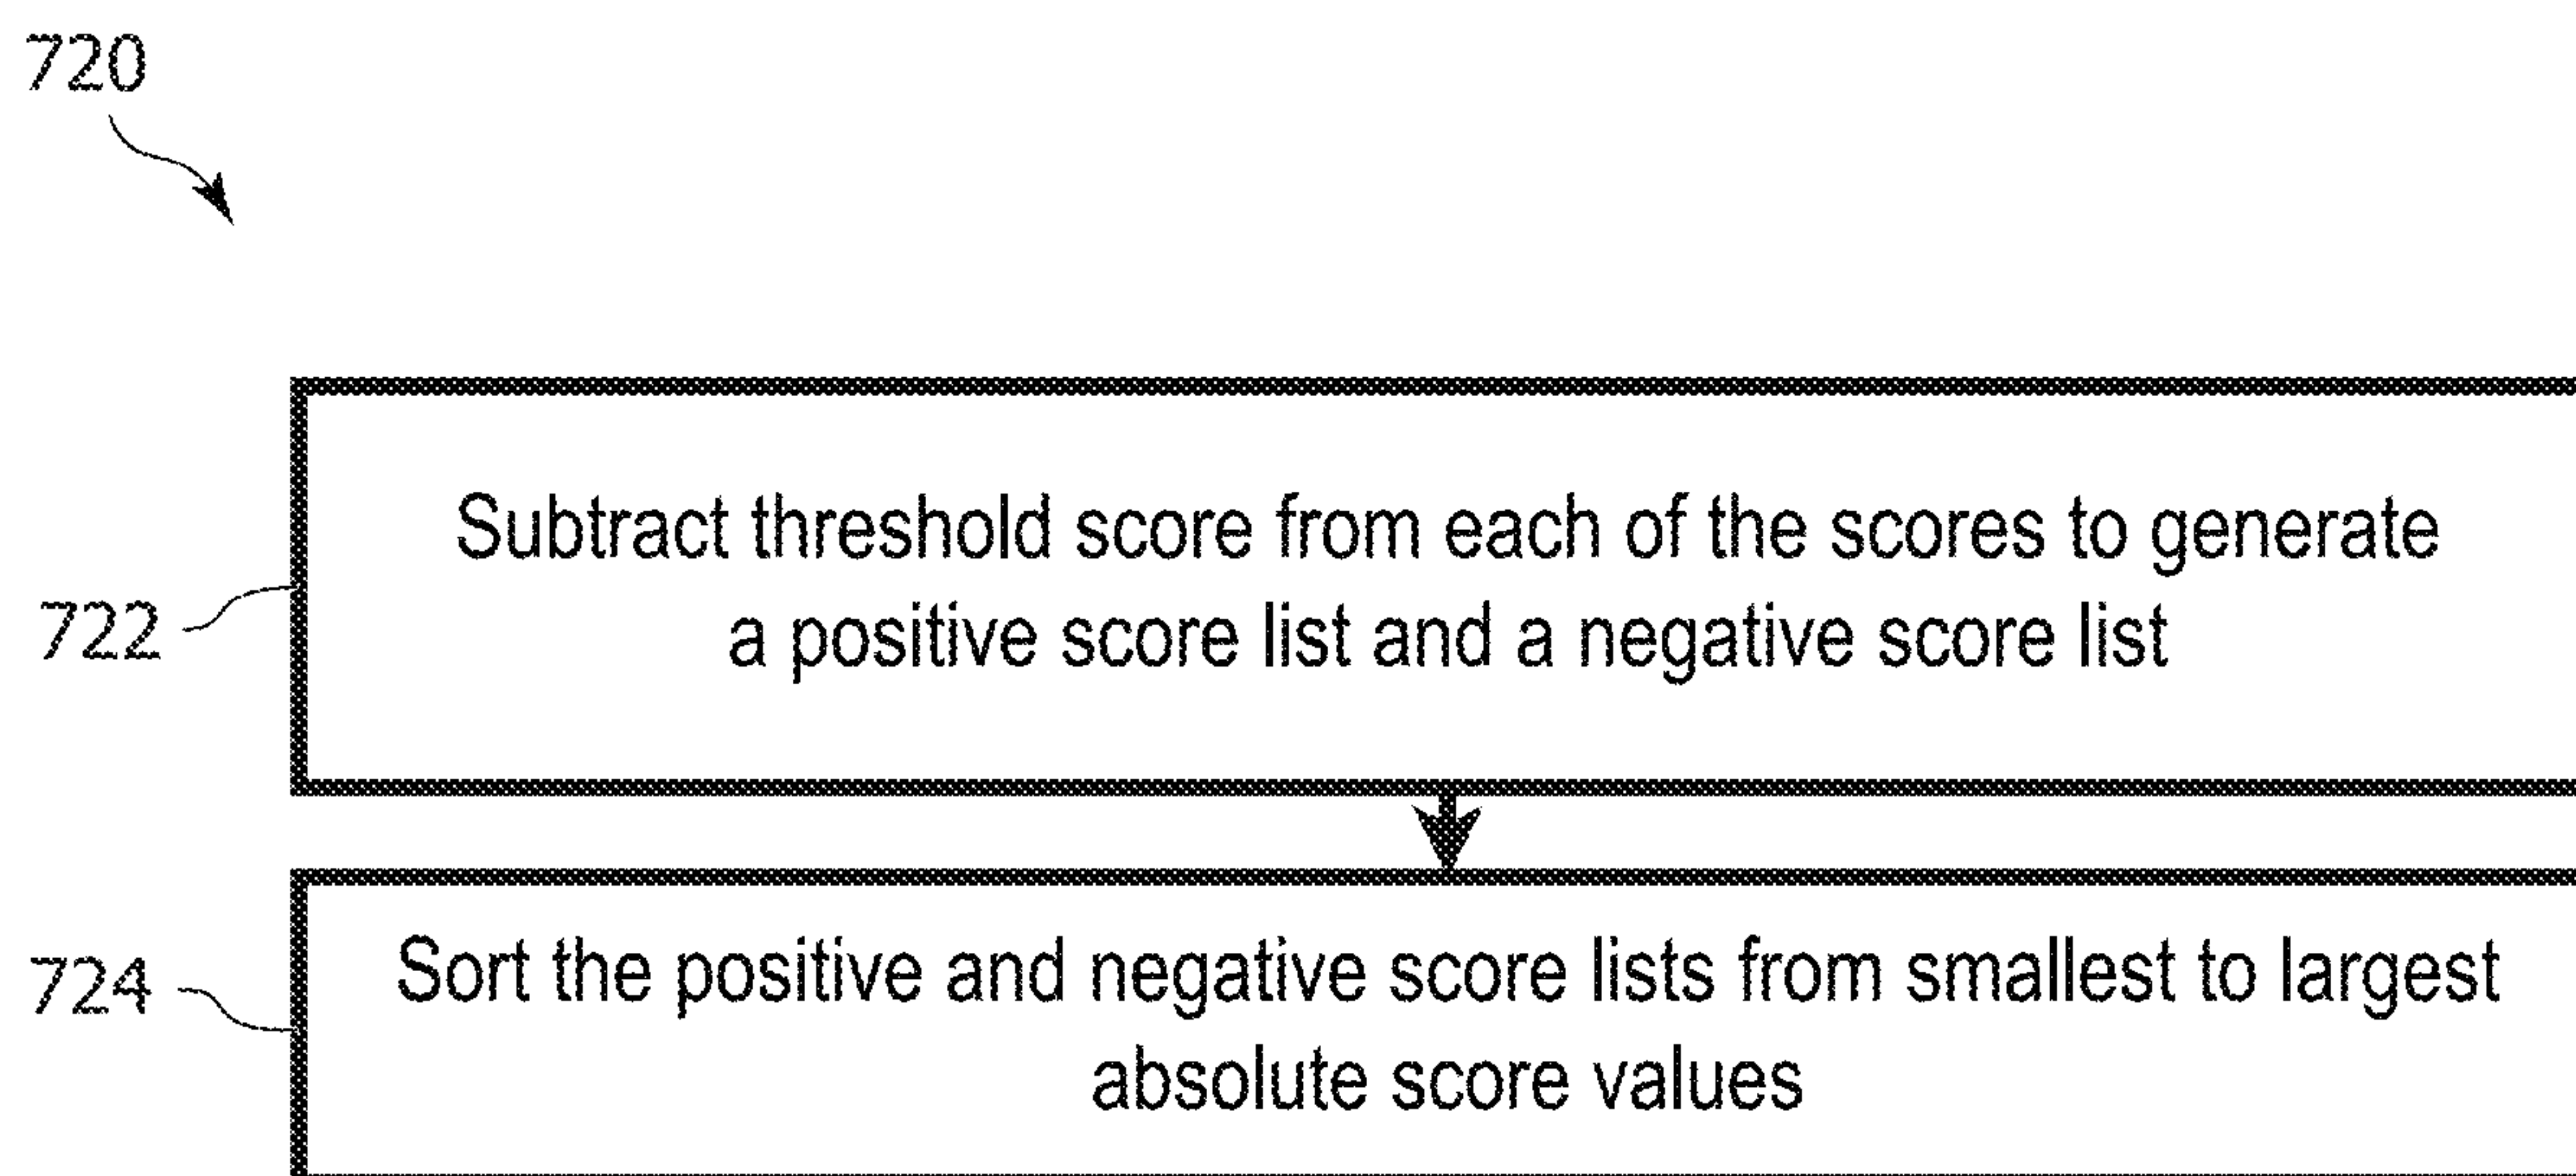 720
Subtract threshold score from each of the scores to generate
722
a positive score list and a negative score list
724
Sort the positive and negative score lists from smallest to largest
absolute score values